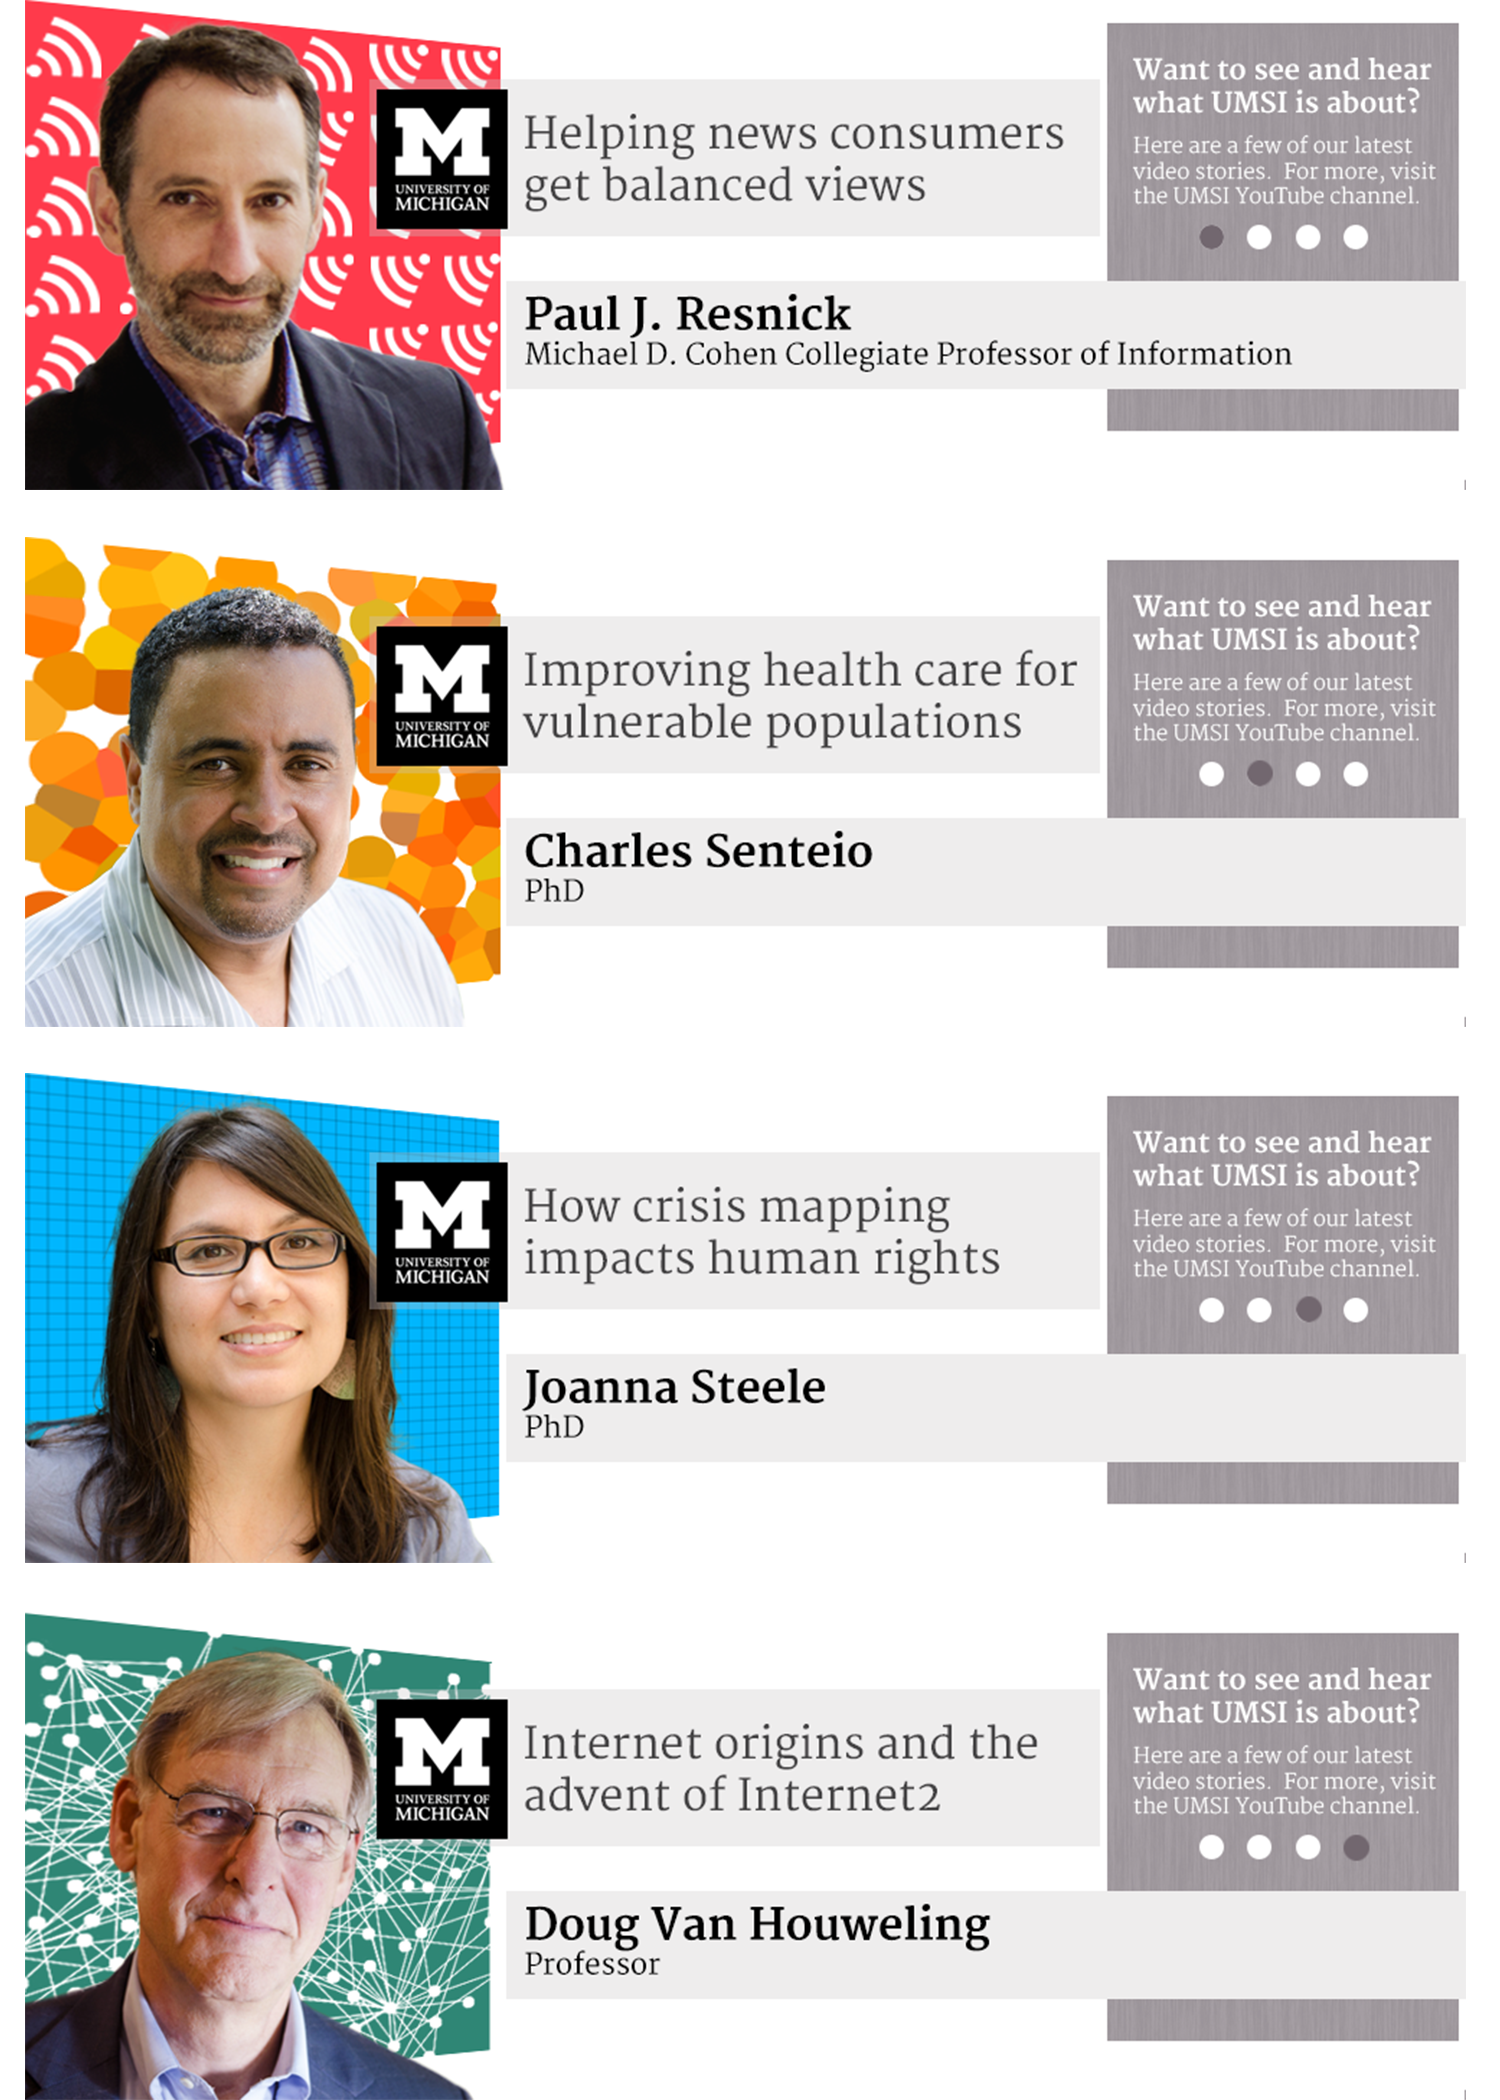 M
UNIVERSITY OF
MICHIGAN
Helping news consumers
get balanced views
Want to see and hear
what UMSI is about?
Here are a few of our latest
video stories.  For more, visit
the UMSI YouTube channel.
Paul J. Resnick
Michael D. Cohen Collegiate Professor of Information
M
UNIVERSITY OF
MICHIGAN
Improving health care for
vulnerable populations
Want to see and hear
what UMSI is about?
Here are a few of our latest
video stories.  For more, visit
the UMSI YouTube channel.
Charles Senteio
PhD
M
UNIVERSITY OF
MICHIGAN
How crisis mapping
impacts human rights
Want to see and hear
what UMSI is about?
Here are a few of our latest
video stories.  For more, visit
the UMSI YouTube channel.
Joanna Steele
PhD
M
UNIVERSITY OF
MICHIGAN
Internet origins and the
advent of Internet2
Want to see and hear
what UMSI is about?
Here are a few of our latest
video stories.  For more, visit
the UMSI YouTube channel.
Doug Van Houweling
Professor